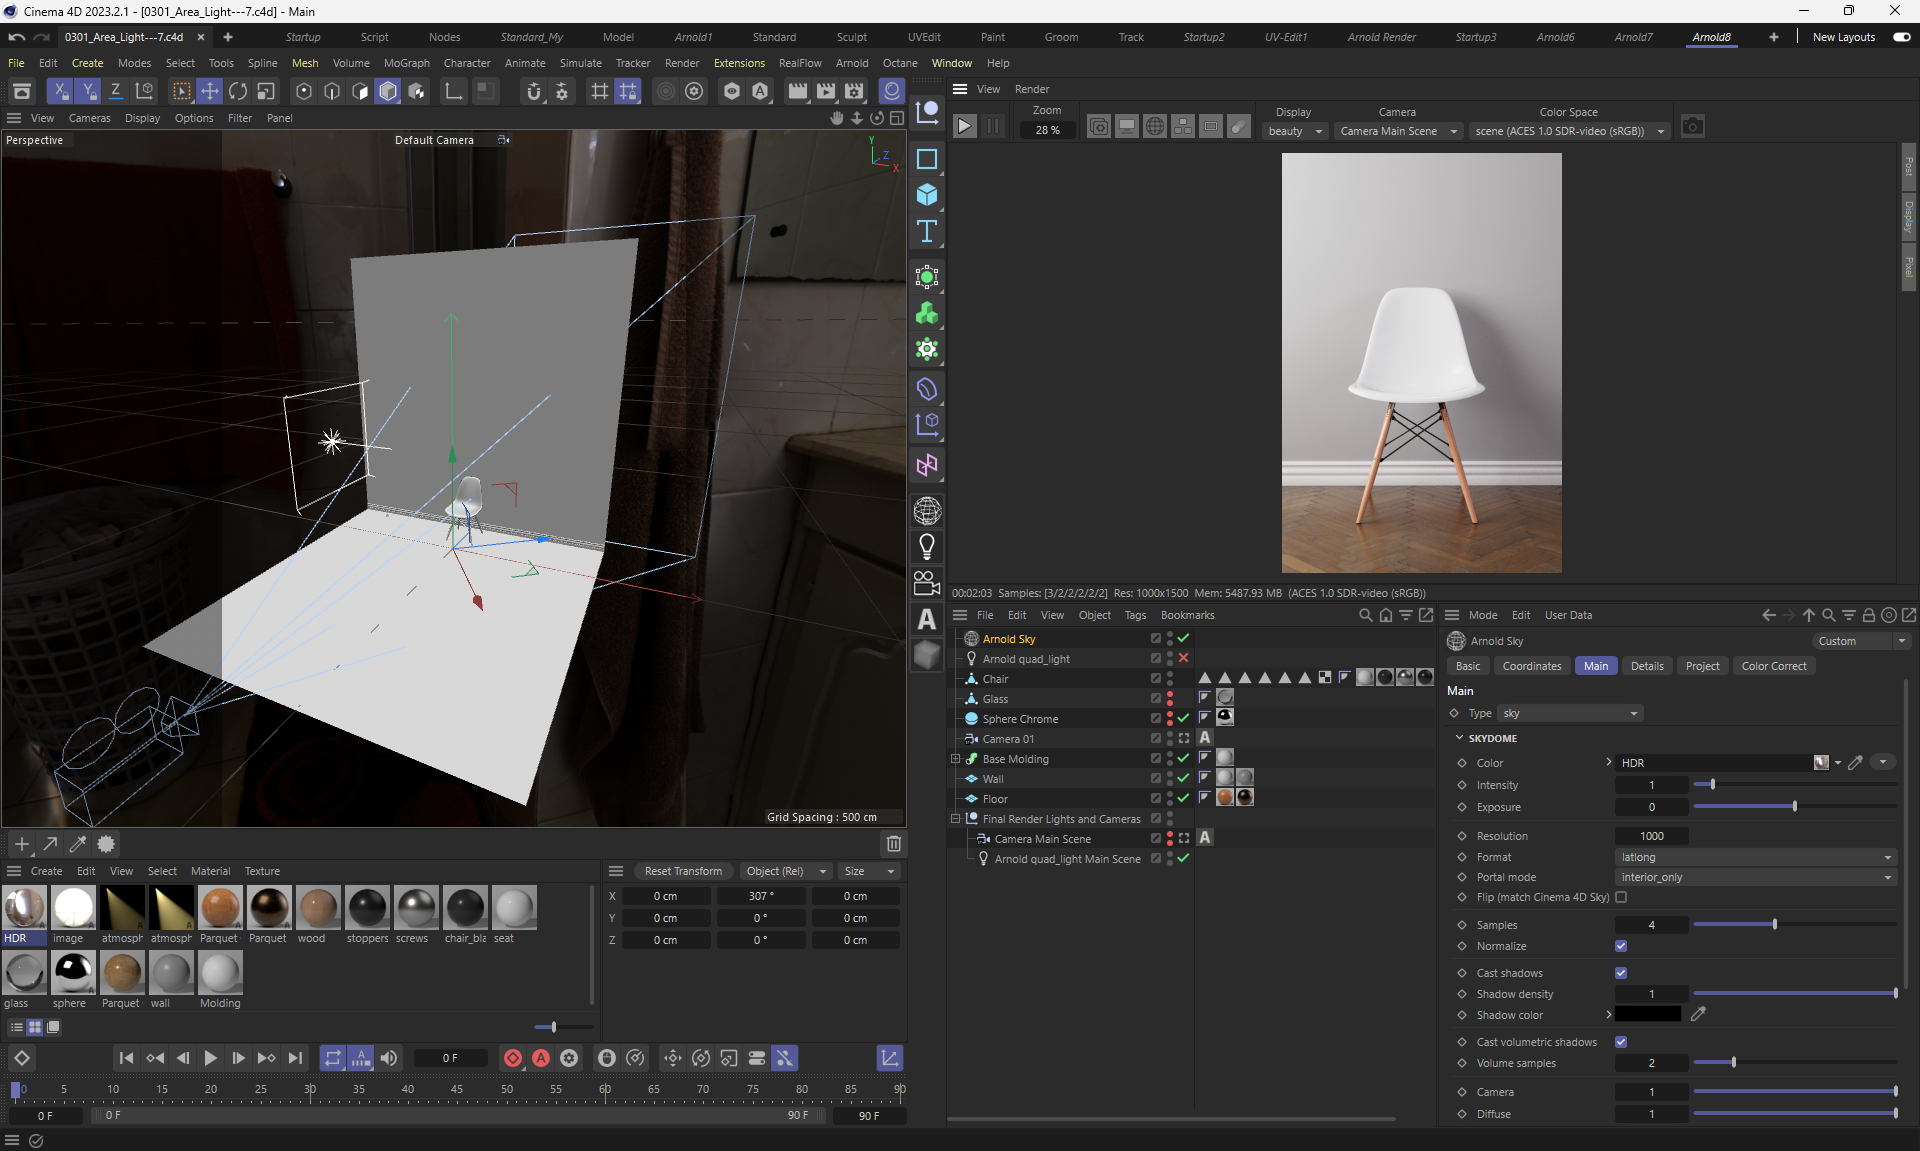 Cinema 4D 2023.2.1 - [0301_Area_Light---7.c4d] - Main
0301_Area_Light---7.c4d × + Startup Script Nodes Standard_My Model Arnold1 Standard Sculpt UVEdit Paint Groom Track Startup2 UV-Edit1 Arnold Render Startup3 Arnold6 Arnold7 Arnold8 + New Layouts
File Edit Create Modes Select Tools Spline Mesh Volume MoGraph Character Animate Simulate Tracker Render Extensions RealFlow Arnold Octane Window Help
X Y Z
View Cameras Display Options Filter Panel
Perspective
Default Camera
Y
Z
X
Grid Spacing : 500 cm
View Render
Zoom
28 %
Display
beauty
Camera
Camera Main Scene
Color Space
scene (ACES 1.0 SDR-video (sRGB))
Post
Display
Pixel
00:02:03 Samples: [3/2/2/2/2/2] Res: 1000x1500 Mem: 5487.93 MB (ACES 1.0 SDR-video (sRGB))
File Edit View Object Tags Bookmarks
Arnold Sky
Arnold quad_light
Chair
Glass
Sphere Chrome
Camera 01
Base Molding
Wall
Floor
Final Render Lights and Cameras
Camera Main Scene
Arnold quad_light Main Scene
Mode Edit User Data
Arnold Sky
Custom
Basic Coordinates Main Details Project Color Correct
Main
Type sky
SKYDOME
Color HDR
Intensity 1
Exposure 0
Resolution 1000
Format latlong
Portal mode interior_only
Flip (match Cinema 4D Sky)
Samples 4
Normalize
Cast shadows
Shadow density 1
Shadow color
Cast volumetric shadows
Volume samples 2
Camera 1
Diffuse 1
Create Edit View Select Material Texture
HDR image atmosph atmosph Parquet Parquet wood stoppers screws chair_bla seat
glass sphere Parquet wall Molding
Reset Transform Object (Rel) Size
X 0 cm 307 ° 0 cm
Y 0 cm 0 ° 0 cm
Z 0 cm 0 ° 0 cm
0 F
0 5 10 15 20 25 30 35 40 45 50 55 60 65 70 75 80 85 90
0 F 0 F 90 F 90 F